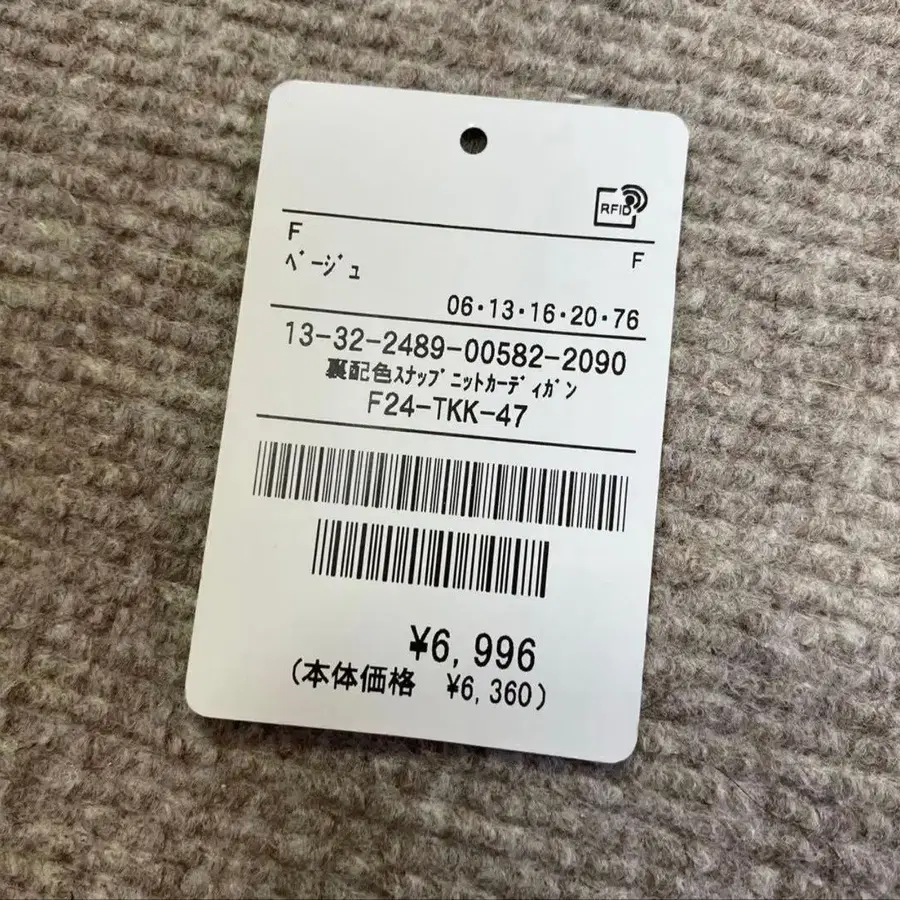 RFID
F F
ﾍﾞｰｼﾞｭ
06・13・16・20・76
13-32-2489-00582-2090
裏配色ｽﾅｯﾌﾟﾆｯﾄｶｰﾃﾞｨｶﾞﾝ
F24-TKK-47
¥6,996
(本体価格 ¥6,360)